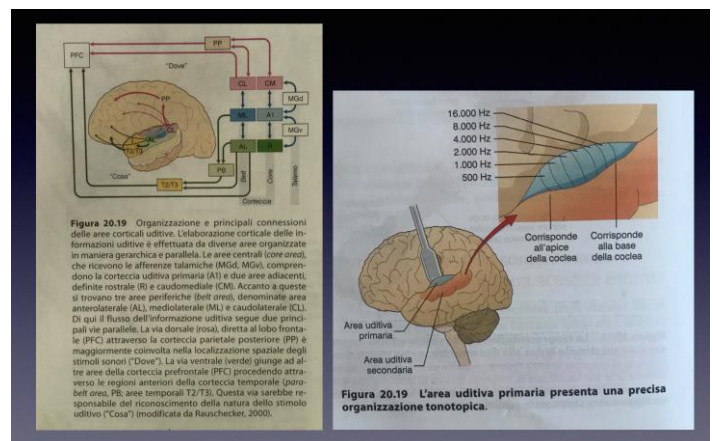 PP
PFC
"Dove"
CL
CM
MGd
PP
CL
ML
A1
MGv
T2/T3
AL
R
PB
"Cosa"
T2/T3
Belt
Core
Talamo
Corteccia
Figura 20.19 Organizzazione e principali connessioni
delle aree corticali uditive. L'elaborazione corticale delle in-
formazioni uditive è effettuata da diverse aree organizzate
in maniera gerarchica e parallela. Le aree centrali (core area),
che ricevono le afferenze talamiche (MGd, MGv), compren-
dono la corteccia uditiva primaria (A1) e due aree adiacenti,
definite rostrale (R) e caudomediale (CM). Accanto a queste
si trovano tre aree periferiche (belt area), denominate area
anterolaterale (AL), mediolaterale (ML) e caudolaterale (CL).
Di qui il flusso dell'informazione uditiva segue due princi-
pali vie parallele. La via dorsale (rosa), diretta al lobo fronta-
le (PFC) attraverso la corteccia parietale posteriore (PP) è
maggiormente coinvolta nella localizzazione spaziale degli
stimoli sonori ("Dove"). La via ventrale (verde) giunge ad al-
tre aree della corteccia prefrontale (PFC) procedendo attra-
verso le regioni anteriori della corteccia temporale (para-
belt area, PB; aree temporali T2/T3). Questa via sarebbe re-
sponsabile del riconoscimento della natura dello stimolo
uditivo ("Cosa") (modificata da Rauschecker, 2000).
16.000 Hz
8.000 Hz
4.000 Hz
2.000 Hz
1.000 Hz
500 Hz
Corrisponde
all'apice
della coclea
Corrisponde
alla base
della coclea
Area uditiva
primaria
Area uditiva
secondaria
Figura 20.19 L'area uditiva primaria presenta una precisa
organizzazione tonotopica.